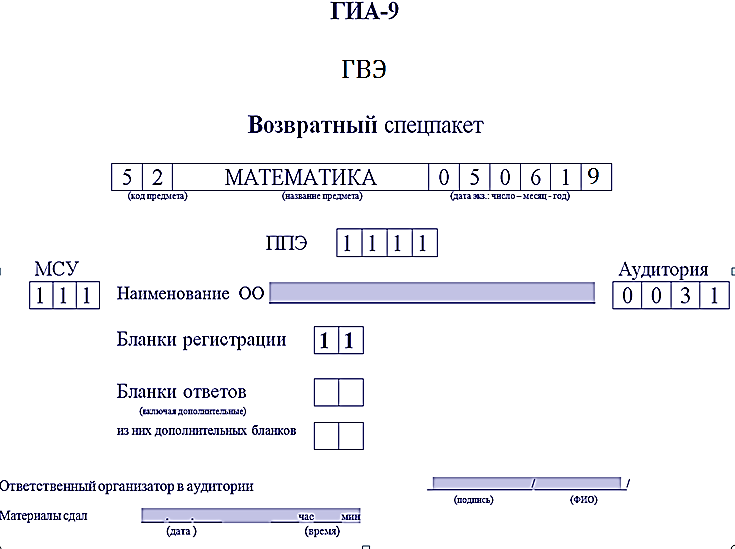 ГИА-9
ГВЭ
Возвратный спецпакет
5 2 МАТЕМАТИКА 0 5 0 6 1 9
(код предмета) (название предмета) (дата экз.: число – месяц - год)
ППЭ 1 1 1 1
МСУ Аудитория
1 1 1 Наименование ОО 0 0 3 1
Бланки регистрации 1 1
Бланки ответов
(включая дополнительные)
из них дополнительных бланков
Ответственный организатор в аудитории / /
(подпись) (ФИО)
Материалы сдал . . час мин
(дата ) (время)